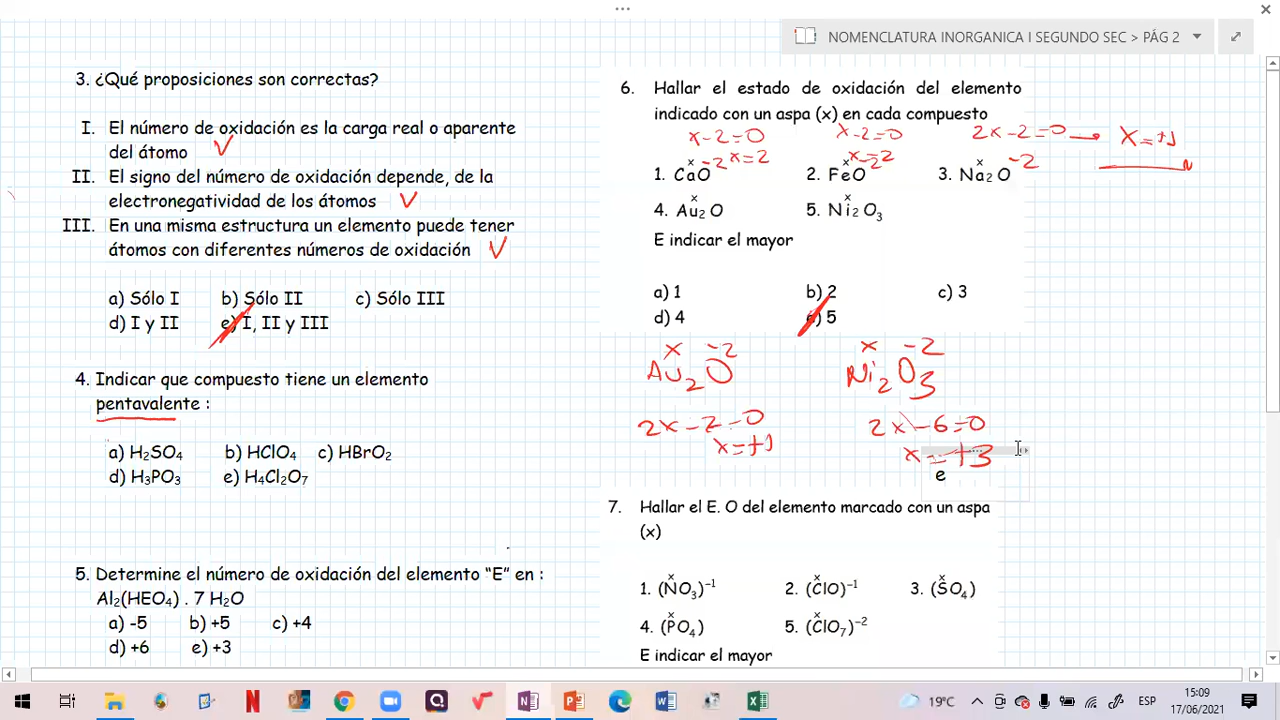 NOMENCLATURA INORGANICA I SEGUNDO SEC > PÁG 2
3. ¿Qué proposiciones son correctas?
I. El número de oxidación es la carga real o aparente
del átomo
II. El signo del número de oxidación depende, de la
electronegatividad de los átomos
III. En una misma estructura un elemento puede tener
átomos con diferentes números de oxidación
a) Sólo I b) Sólo II c) Sólo III
d) I y II e) I, II y III
4. Indicar que compuesto tiene un elemento
pentavalente :
a) H₂SO₄ b) HClO₄ c) HBrO₂
d) H₃PO₃ e) H₄Cl₂O₇
5. Determine el número de oxidación del elemento “E” en :
Al₂(HEO₄) . 7 H₂O
a) -5 b) +5 c) +4
d) +6 e) +3
6. Hallar el estado de oxidación del elemento
indicado con un aspa (x) en cada compuesto
x-2=0 x-2=0 2x-2=0 → x=+1
x -2 x=2 x -2 x=2 x -2
1. CaO 2. FeO 3. Na₂O
x x
4. Au₂O 5. Ni₂O₃
E indicar el mayor
a) 1 b) 2 c) 3
d) 4 e) 5
x -2 x -2
Au₂O Ni₂O₃
2x-2=0 2x-6=0
x=+1 x=+3
e
7. Hallar el E. O del elemento marcado con un aspa
(x)
x x x
1. (NO₃)⁻¹ 2. (ClO)⁻¹ 3. (SO₄)
x x
4. (PO₄) 5. (ClO₇)⁻²
E indicar el mayor
19°C ESP 15:09
17/06/2021